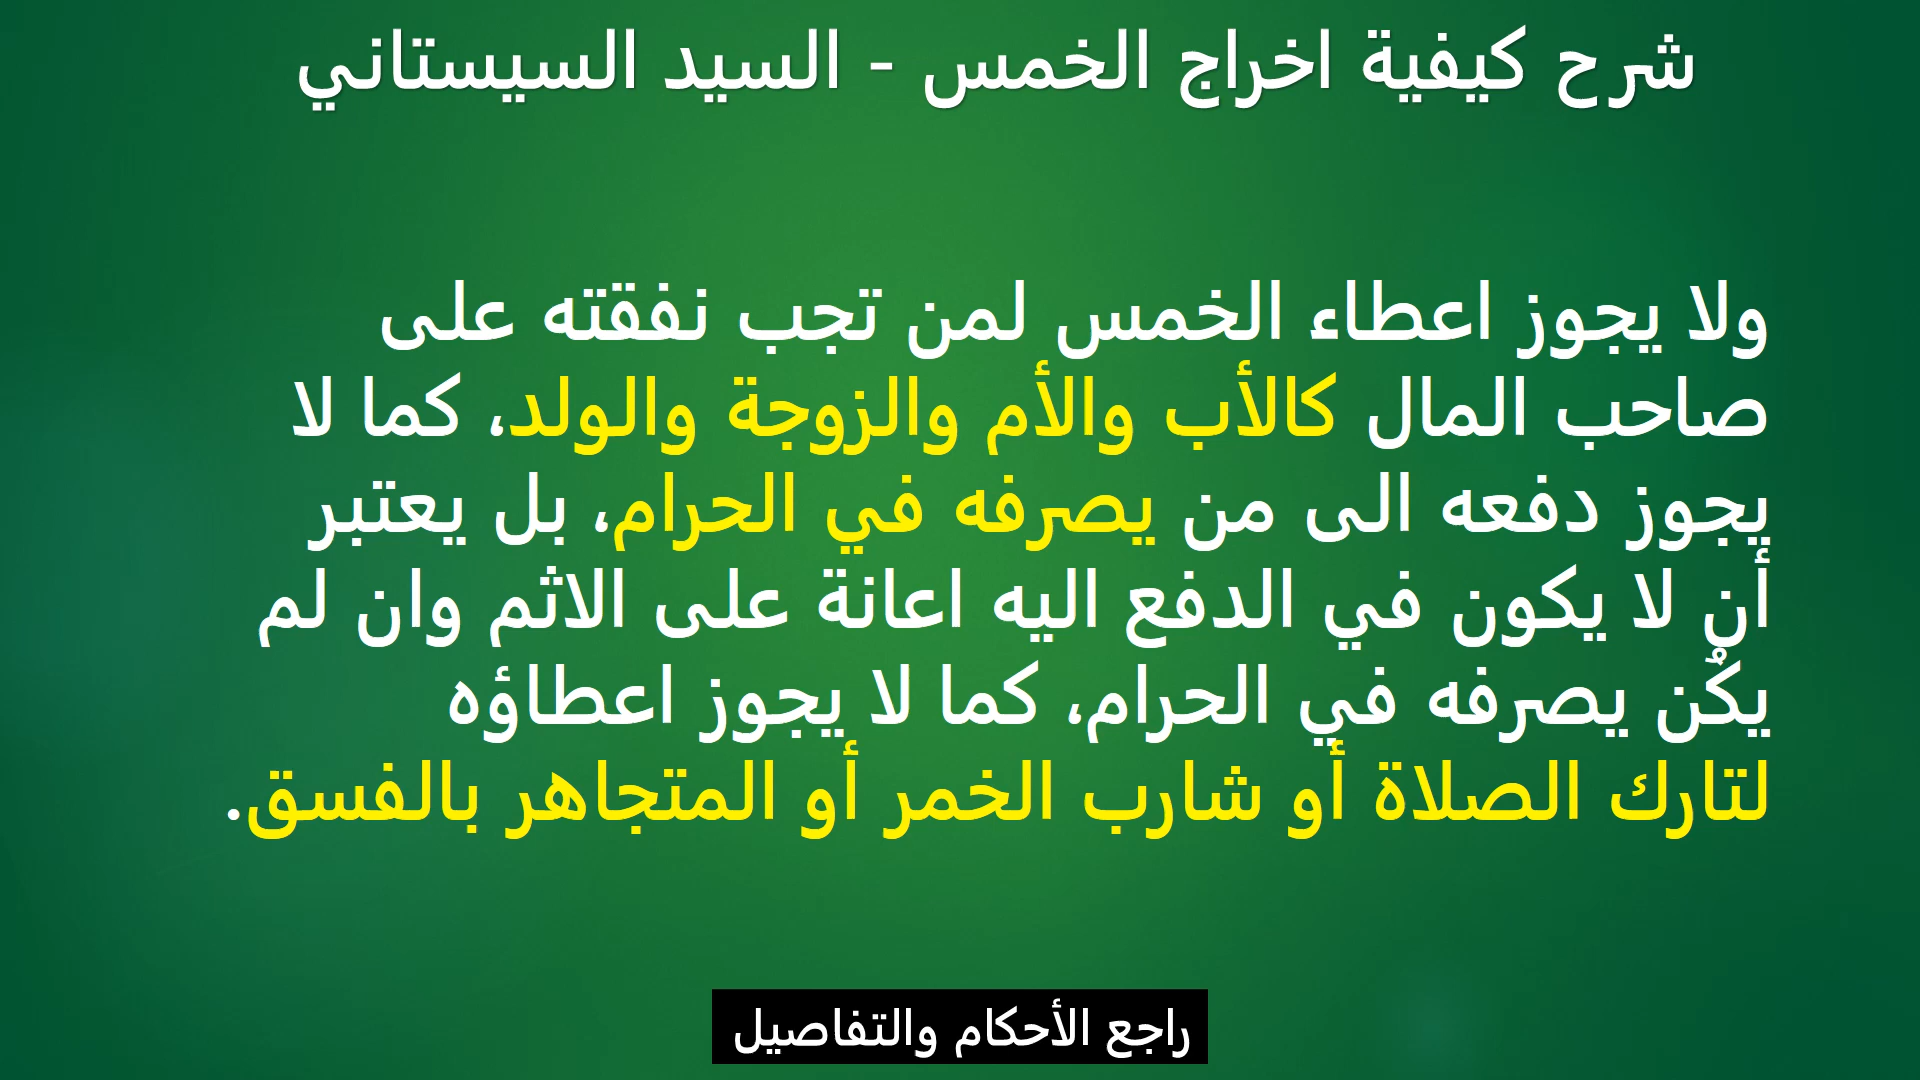 شرح كيفية اخراج الخمس - السيد السيستاني
ولا يجوز اعطاء الخمس لمن تجب نفقته على
صاحب المال كالأب والأم والزوجة والولد، كما لا
يجوز دفعه الى من يصرفه في الحرام، بل يعتبر
أن لا يكون في الدفع اليه اعانة على الاثم وان لم
يكْن يصرفه في الحرام، كما لا يجوز اعطاؤه
لتارك الصلاة أو شارب الخمر أو المتجاهر بالفسق.
راجع الأحكام والتفاصيل